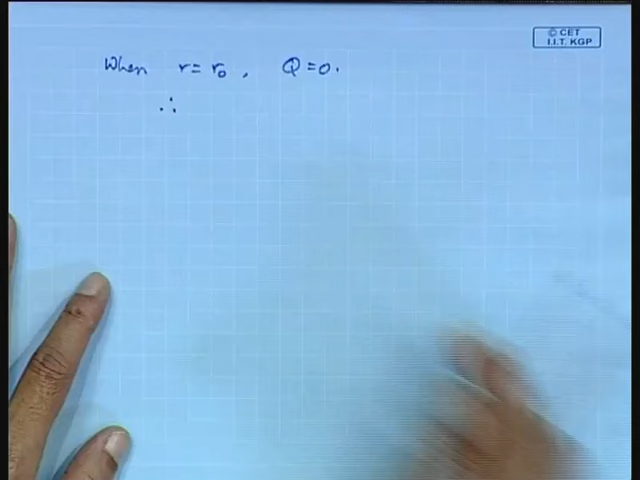 © CET
I.I.T. KGP
When r = r₀, Q = 0.
∴